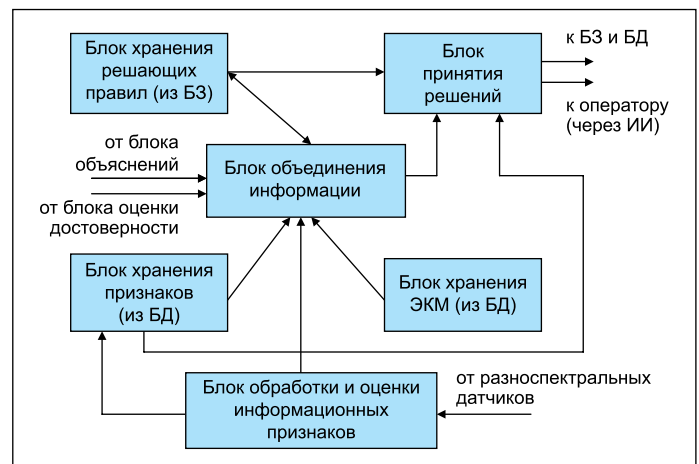 Блок хранения
решающих
правил (из БЗ)
Блок
принятия
решений
к БЗ и БД
к оператору
(через ИИ)
от блока
объяснений
Блок объединения
информации
от блока оценки
достоверности
Блок хранения
признаков
(из БД)
Блок хранения
ЭКМ (из БД)
Блок обработки и оценки
информационных
признаков
от разноспектральных
датчиков